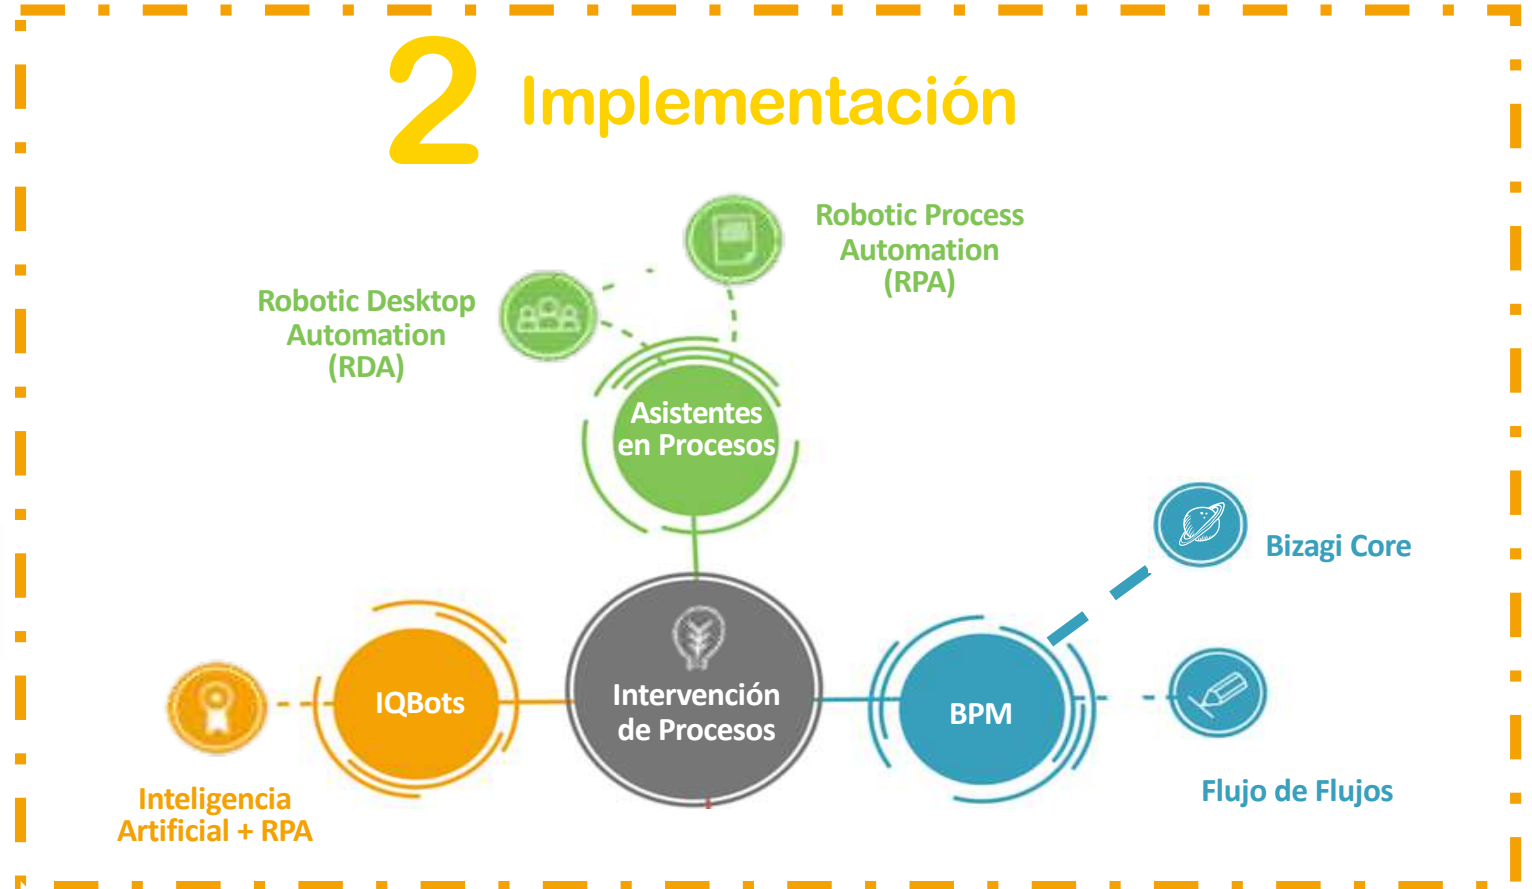 2 Implementación
Robotic Process
Automation
(RPA)
Robotic Desktop
Automation
(RDA)
Asistentes
en Procesos
Bizagi Core
IQBots
Intervención
de Procesos
BPM
Inteligencia
Artificial + RPA
Flujo de Flujos